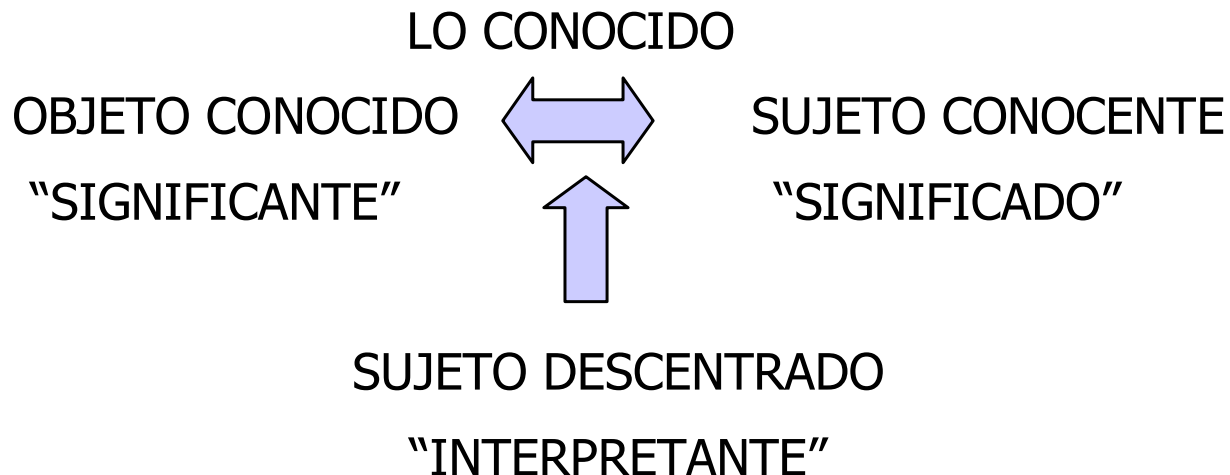 LO CONOCIDO
OBJETO CONOCIDO SUJETO CONOCENTE
“SIGNIFICANTE” “SIGNIFICADO”
SUJETO DESCENTRADO
“INTERPRETANTE”